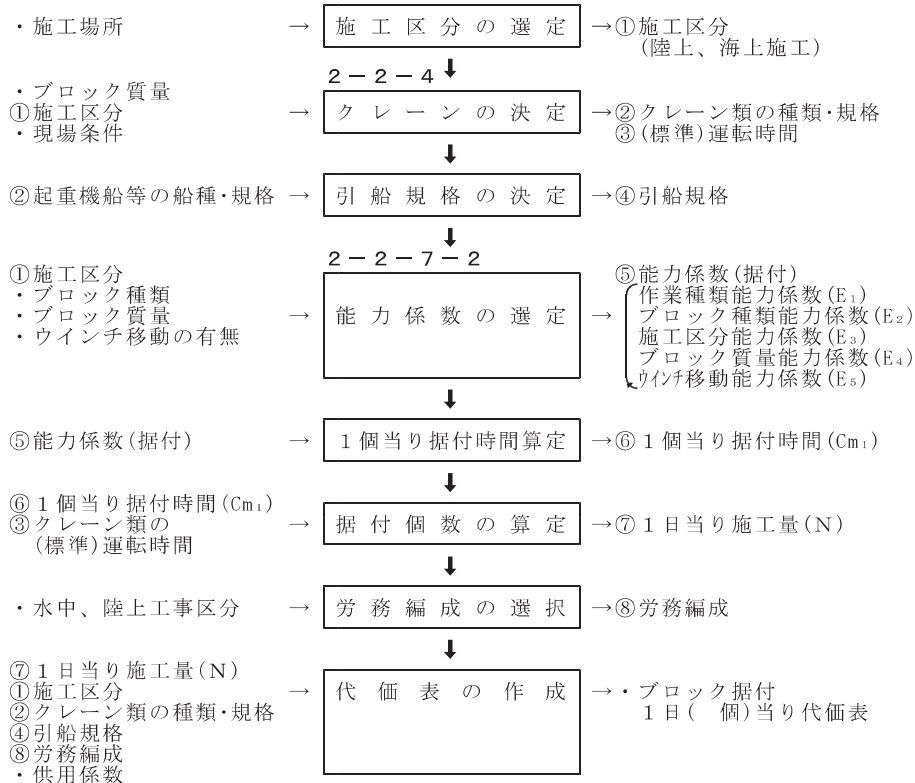 ・施工場所 → 施工区分の選定 →①施工区分
(陸上、海上施工)
2－2－4
・ブロック質量
①施工区分 → クレーンの決定 →②クレーン類の種類・規格
・現場条件 ③(標準)運転時間
②起重機船等の船種・規格 → 引船規格の決定 →④引船規格
2－2－7－2
①施工区分 ⑤能力係数(据付)
・ブロック種類 作業種類能力係数(E₁)
・ブロック質量 → 能力係数の選定 → ブロック種類能力係数(E₂)
・ウインチ移動の有無 施工区分能力係数(E₃)
ブロック質量能力係数(E₄)
ウインチ移動能力係数(E₅)
⑤能力係数(据付) → 1個当り据付時間算定 →⑥1個当り据付時間(Cm₁)
⑥1個当り据付時間(Cm₁)
③クレーン類の → 据付個数の算定 →⑦1日当り施工量(N)
(標準)運転時間
・水中、陸上工事区分 → 労務編成の選択 →⑧労務編成
⑦1日当り施工量(N)
①施工区分 → 代価表の作成 →・ブロック据付
②クレーン類の種類・規格 1日(　個)当り代価表
④引船規格
⑧労務編成
・供用係数